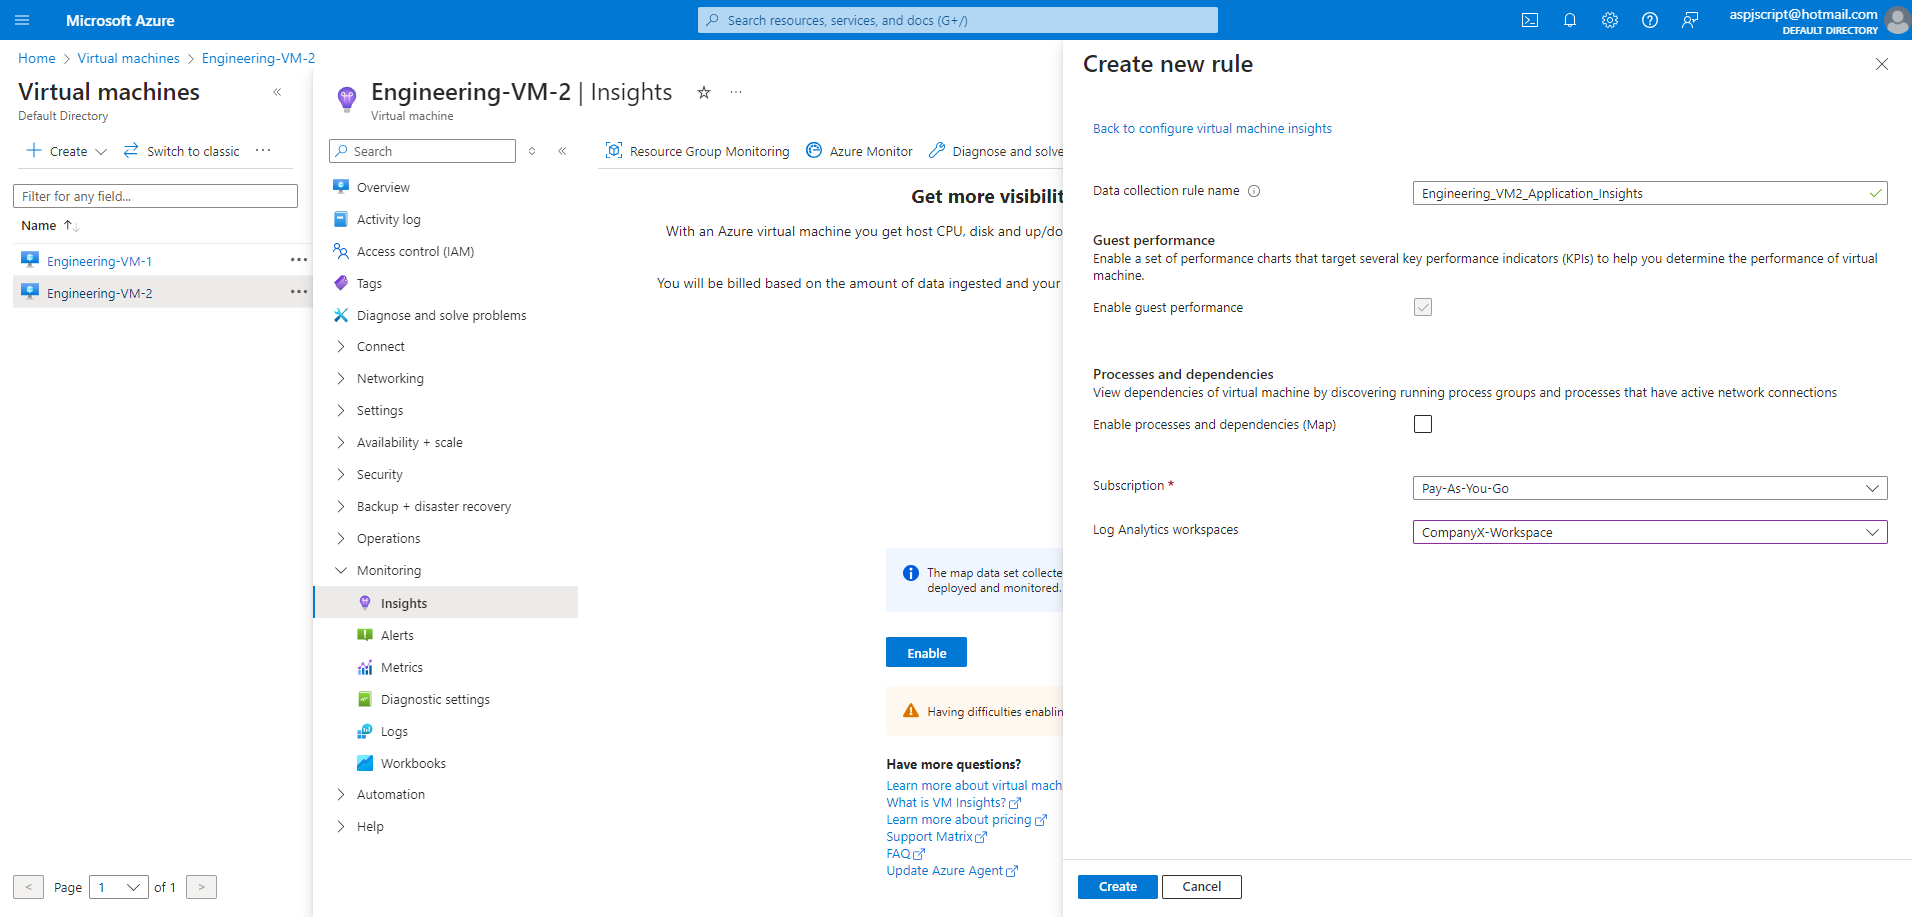 Microsoft Azure
Search resources, services, and docs (G+/)
aspjscript@hotmail.com
DEFAULT DIRECTORY
Home > Virtual machines > Engineering-VM-2
Virtual machines
Default Directory
Create
Switch to classic
Filter for any field...
Name
Engineering-VM-1
Engineering-VM-2
< Page 1 of 1 >
Engineering-VM-2 | Insights
Virtual machine
Search
Overview
Activity log
Access control (IAM)
Tags
Diagnose and solve problems
Connect
Networking
Settings
Availability + scale
Security
Backup + disaster recovery
Operations
Monitoring
Insights
Alerts
Metrics
Diagnostic settings
Logs
Workbooks
Automation
Help
Resource Group Monitoring
Azure Monitor
Diagnose and solve
Get more visibilit
With an Azure virtual machine you get host CPU, disk and up/do
You will be billed based on the amount of data ingested and your
The map data set collecte
deployed and monitored.
Enable
Having difficulties enablin
Have more questions?
Learn more about virtual mach
What is VM Insights?
Learn more about pricing
Support Matrix
FAQ
Update Azure Agent
Create new rule
Back to configure virtual machine insights
Data collection rule name
Engineering_VM2_Application_Insights
Guest performance
Enable a set of performance charts that target several key performance indicators (KPIs) to help you determine the performance of virtual
machine.
Enable guest performance
Processes and dependencies
View dependencies of virtual machine by discovering running process groups and processes that have active network connections
Enable processes and dependencies (Map)
Subscription *
Pay-As-You-Go
Log Analytics workspaces
CompanyX-Workspace
Create
Cancel